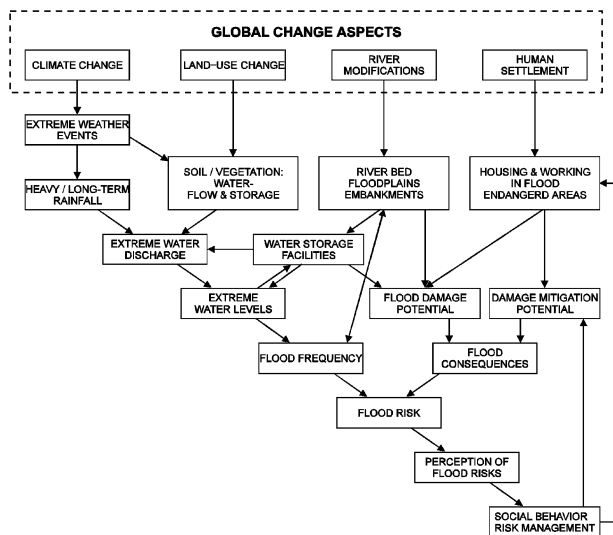 GLOBAL CHANGE ASPECTS
CLIMATE CHANGE
LAND-USE CHANGE
RIVER
MODIFICATIONS
HUMAN
SETTLEMENT
EXTREME WEATHER
EVENTS
HEAVY / LONG-TERM
RAINFALL
SOIL / VEGETATION:
WATER-
FLOW & STORAGE
RIVER BED
FLOODPLAINS
EMBANKMENTS
HOUSING & WORKING
IN FLOOD
ENDANGERD AREAS
EXTREME WATER
DISCHARGE
WATER STORAGE
FACILITIES
EXTREME
WATER LEVELS
FLOOD DAMAGE
POTENTIAL
DAMAGE MITIGATION
POTENTIAL
FLOOD FREQUENCY
FLOOD
CONSEQUENCES
FLOOD RISK
PERCEPTION OF
FLOOD RISKS
SOCIAL BEHAVIOR
RISK MANAGEMENT